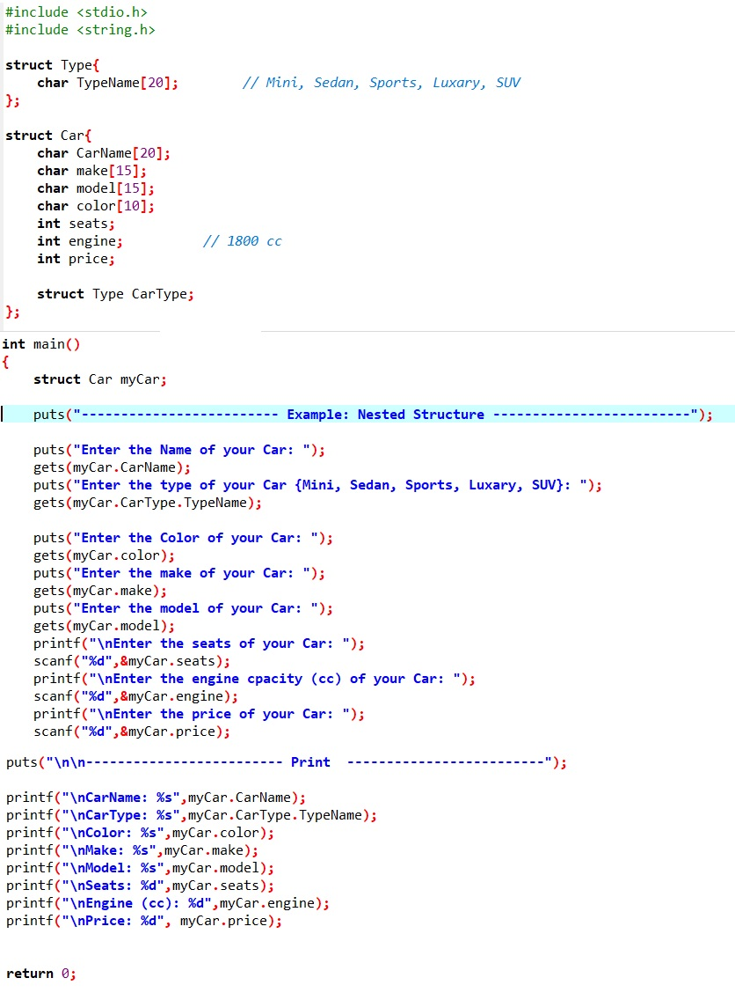 #include <stdio.h>
#include <string.h>
struct Type{
char TypeName[20]; // Mini, Sedan, Sports, Luxary, SUV
};
struct Car{
char CarName[20];
char make[15];
char model[15];
char color[10];
int seats;
int engine; // 1800 cc
int price;
struct Type CarType;
};
int main()
{
struct Car myCar;
puts("------------------------- Example: Nested Structure -------------------------");
puts("Enter the Name of your Car: ");
gets(myCar.CarName);
puts("Enter the type of your Car {Mini, Sedan, Sports, Luxary, SUV}: ");
gets(myCar.CarType.TypeName);
puts("Enter the Color of your Car: ");
gets(myCar.color);
puts("Enter the make of your Car: ");
gets(myCar.make);
puts("Enter the model of your Car: ");
gets(myCar.model);
printf("\nEnter the seats of your Car: ");
scanf("%d",&myCar.seats);
printf("\nEnter the engine cpacity (cc) of your Car: ");
scanf("%d",&myCar.engine);
printf("\nEnter the price of your Car: ");
scanf("%d",&myCar.price);
puts("\n\n------------------------- Print  -------------------------");
printf("\nCarName: %s",myCar.CarName);
printf("\nCarType: %s",myCar.CarType.TypeName);
printf("\nColor: %s",myCar.color);
printf("\nMake: %s",myCar.make);
printf("\nModel: %s",myCar.model);
printf("\nSeats: %d",myCar.seats);
printf("\nEngine (cc): %d",myCar.engine);
printf("\nPrice: %d", myCar.price);
return 0;